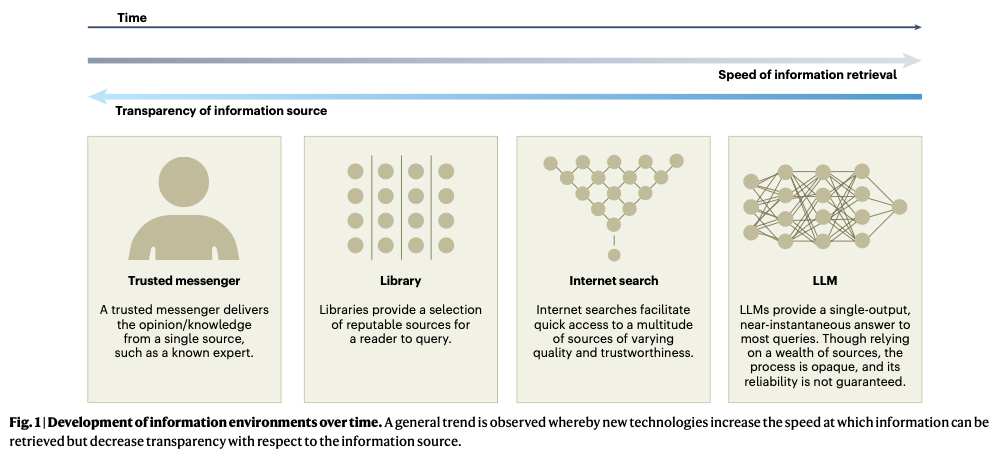 Time
Speed of information retrieval
Transparency of information source
Trusted messenger
A trusted messenger delivers
the opinion/knowledge
from a single source,
such as a known expert.
Library
Libraries provide a selection
of reputable sources for
a reader to query.
Internet search
Internet searches facilitate
quick access to a multitude
of sources of varying
quality and trustworthiness.
LLM
LLMs provide a single-output,
near-instantaneous answer to
most queries. Though relying
on a wealth of sources, the
process is opaque, and its
reliability is not guaranteed.
Fig. 1 | Development of information environments over time. A general trend is observed whereby new technologies increase the speed at which information can be
retrieved but decrease transparency with respect to the information source.